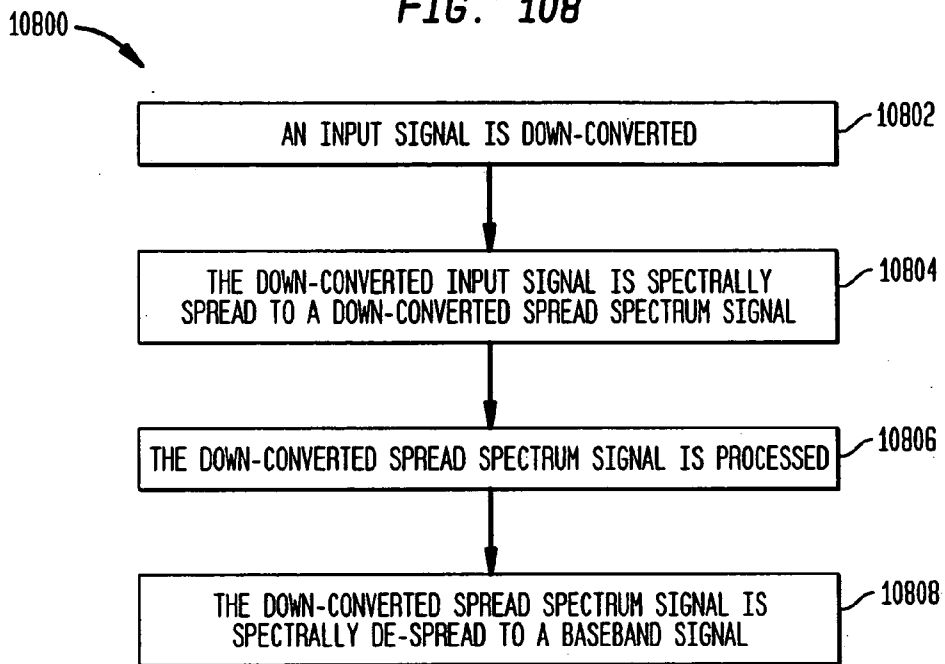 FIG. 108
10800
AN INPUT SIGNAL IS DOWN-CONVERTED
10802
THE DOWN-CONVERTED INPUT SIGNAL IS SPECTRALLY
SPREAD TO A DOWN-CONVERTED SPREAD SPECTRUM SIGNAL
10804
THE DOWN-CONVERTED SPREAD SPECTRUM SIGNAL IS PROCESSED
10806
THE DOWN-CONVERTED SPREAD SPECTRUM SIGNAL IS
SPECTRALLY DE-SPREAD TO A BASEBAND SIGNAL
10808